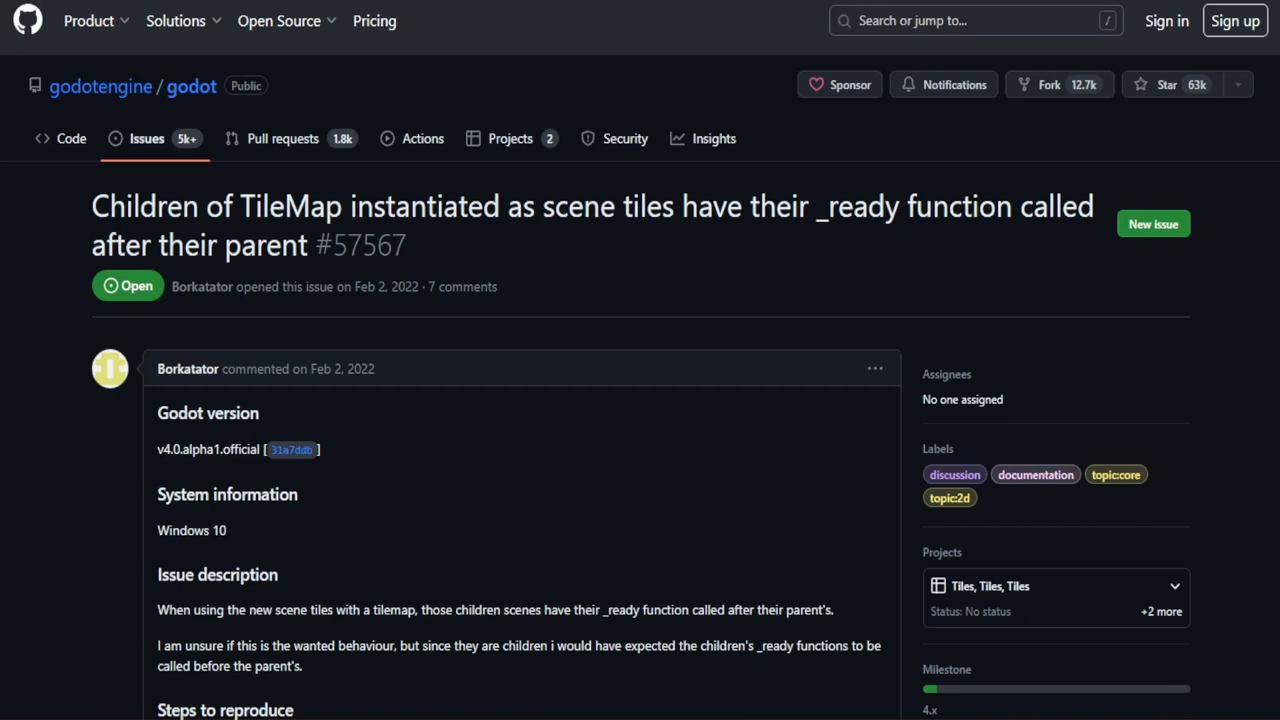 Product Solutions Open Source Pricing Search or jump to... / Sign in Sign up
godotengine / godot Public Sponsor Notifications Fork 12.7k Star 63k
Code Issues 5k+ Pull requests 1.8k Actions Projects 2 Security Insights
Children of TileMap instantiated as scene tiles have their _ready function called
after their parent #57567
New issue
Open Borkatator opened this issue on Feb 2, 2022 · 7 comments
Borkatator commented on Feb 2, 2022 ...
Godot version
v4.0.alpha1.official [ 31a7ddb ]
System information
Windows 10
Issue description
When using the new scene tiles with a tilemap, those children scenes have their _ready function called after their parent's.
I am unsure if this is the wanted behaviour, but since they are children i would have expected the children's _ready functions to be
called before the parent's.
Steps to reproduce
Assignees
No one assigned
Labels
discussion documentation topic:core
topic:2d
Projects
Tiles, Tiles, Tiles
Status: No status +2 more
Milestone
4.x